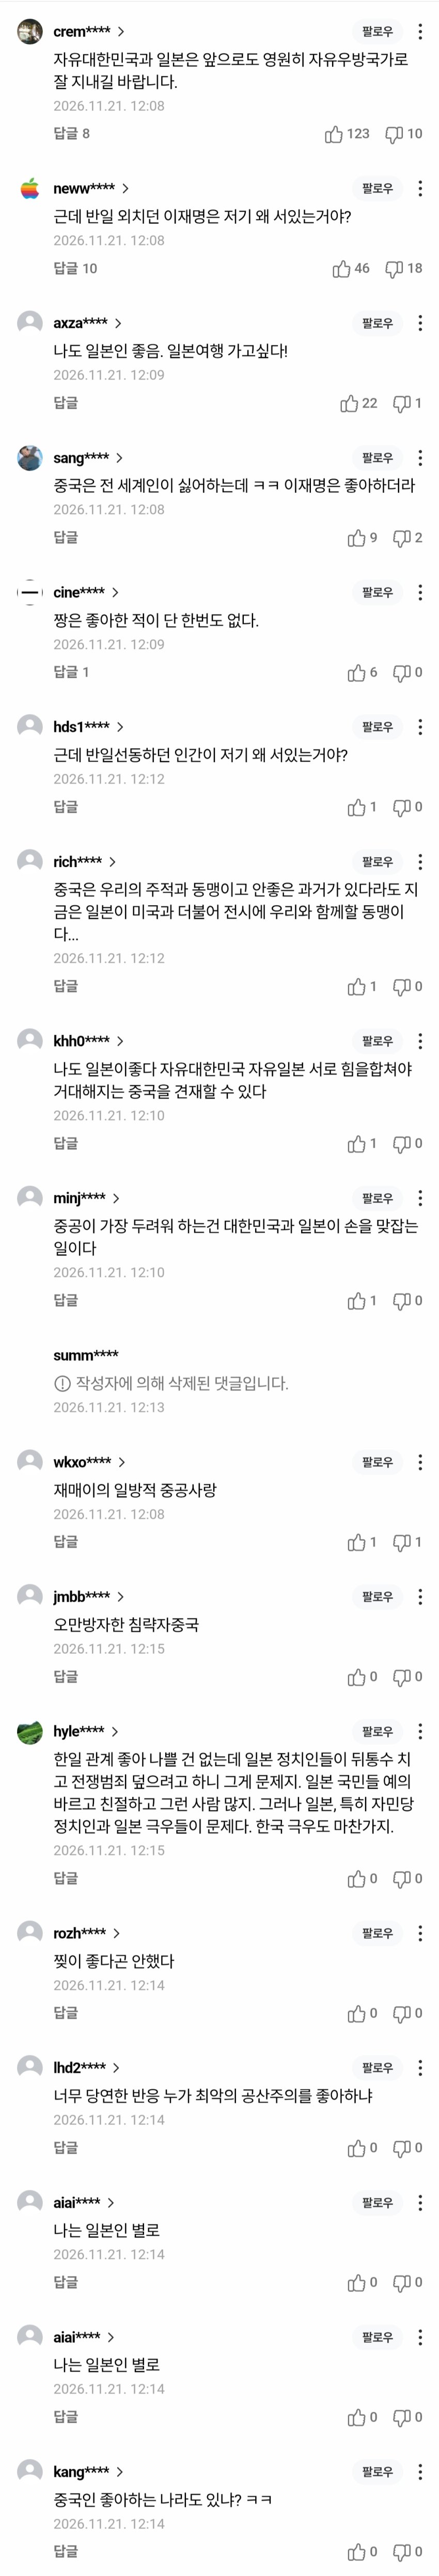 crem**** >
팔로우
자유대한민국과 일본은 앞으로도 영원히 자유우방국가로
잘 지내길 바랍니다.
2026.11.21. 12:08
답글 8
123
10
neww**** >
팔로우
근데 반일 외치던 이재명은 저기 왜 서있는거야?
2026.11.21. 12:08
답글 10
46
18
axza**** >
팔로우
나도 일본인 좋음. 일본여행 가고싶다!
2026.11.21. 12:09
답글
22
1
sang**** >
팔로우
중국은 전 세계인이 싫어하는데 ㅋㅋ 이재명은 좋아하더라
2026.11.21. 12:08
답글
9
2
cine**** >
팔로우
짱은 좋아한 적이 단 한번도 없다.
2026.11.21. 12:09
답글 1
6
0
hds1**** >
팔로우
근데 반일선동하던 인간이 저기 왜 서있는거야?
2026.11.21. 12:12
답글
1
0
rich**** >
팔로우
중국은 우리의 주적과 동맹이고 안좋은 과거가 있다라도 지
금은 일본이 미국과 더불어 전시에 우리와 함께할 동맹이
다...
2026.11.21. 12:12
답글
1
0
khh0**** >
팔로우
나도 일본이좋다 자유대한민국 자유일본 서로 힘을합쳐야
거대해지는 중국을 견재할 수 있다
2026.11.21. 12:10
답글
1
0
minj**** >
팔로우
중공이 가장 두려워 하는건 대한민국과 일본이 손을 맞잡는
일이다
2026.11.21. 12:10
답글
1
0
summ****
작성자에 의해 삭제된 댓글입니다.
2026.11.21. 12:13
wkxo**** >
팔로우
재매이의 일방적 중공사랑
2026.11.21. 12:08
답글
1
1
jmbb**** >
팔로우
오만방자한 침략자중국
2026.11.21. 12:15
답글
0
0
hyle**** >
팔로우
한일 관계 좋아 나쁠 건 없는데 일본 정치인들이 뒤통수 치
고 전쟁범죄 덮으려고 하니 그게 문제지. 일본 국민들 예의
바르고 친절하고 그런 사람 많지. 그러나 일본, 특히 자민당
정치인과 일본 극우들이 문제다. 한국 극우도 마찬가지.
2026.11.21. 12:15
답글
0
0
rozh**** >
팔로우
찢이 좋다곤 안했다
2026.11.21. 12:14
답글
0
0
lhd2**** >
팔로우
너무 당연한 반응 누가 최악의 공산주의를 좋아하냐
2026.11.21. 12:14
답글
0
0
aiai**** >
팔로우
나는 일본인 별로
2026.11.21. 12:14
답글
0
0
aiai**** >
팔로우
나는 일본인 별로
2026.11.21. 12:14
답글
0
0
kang**** >
팔로우
중국인 좋아하는 나라도 있냐? ㅋㅋ
2026.11.21. 12:14
답글
0
0